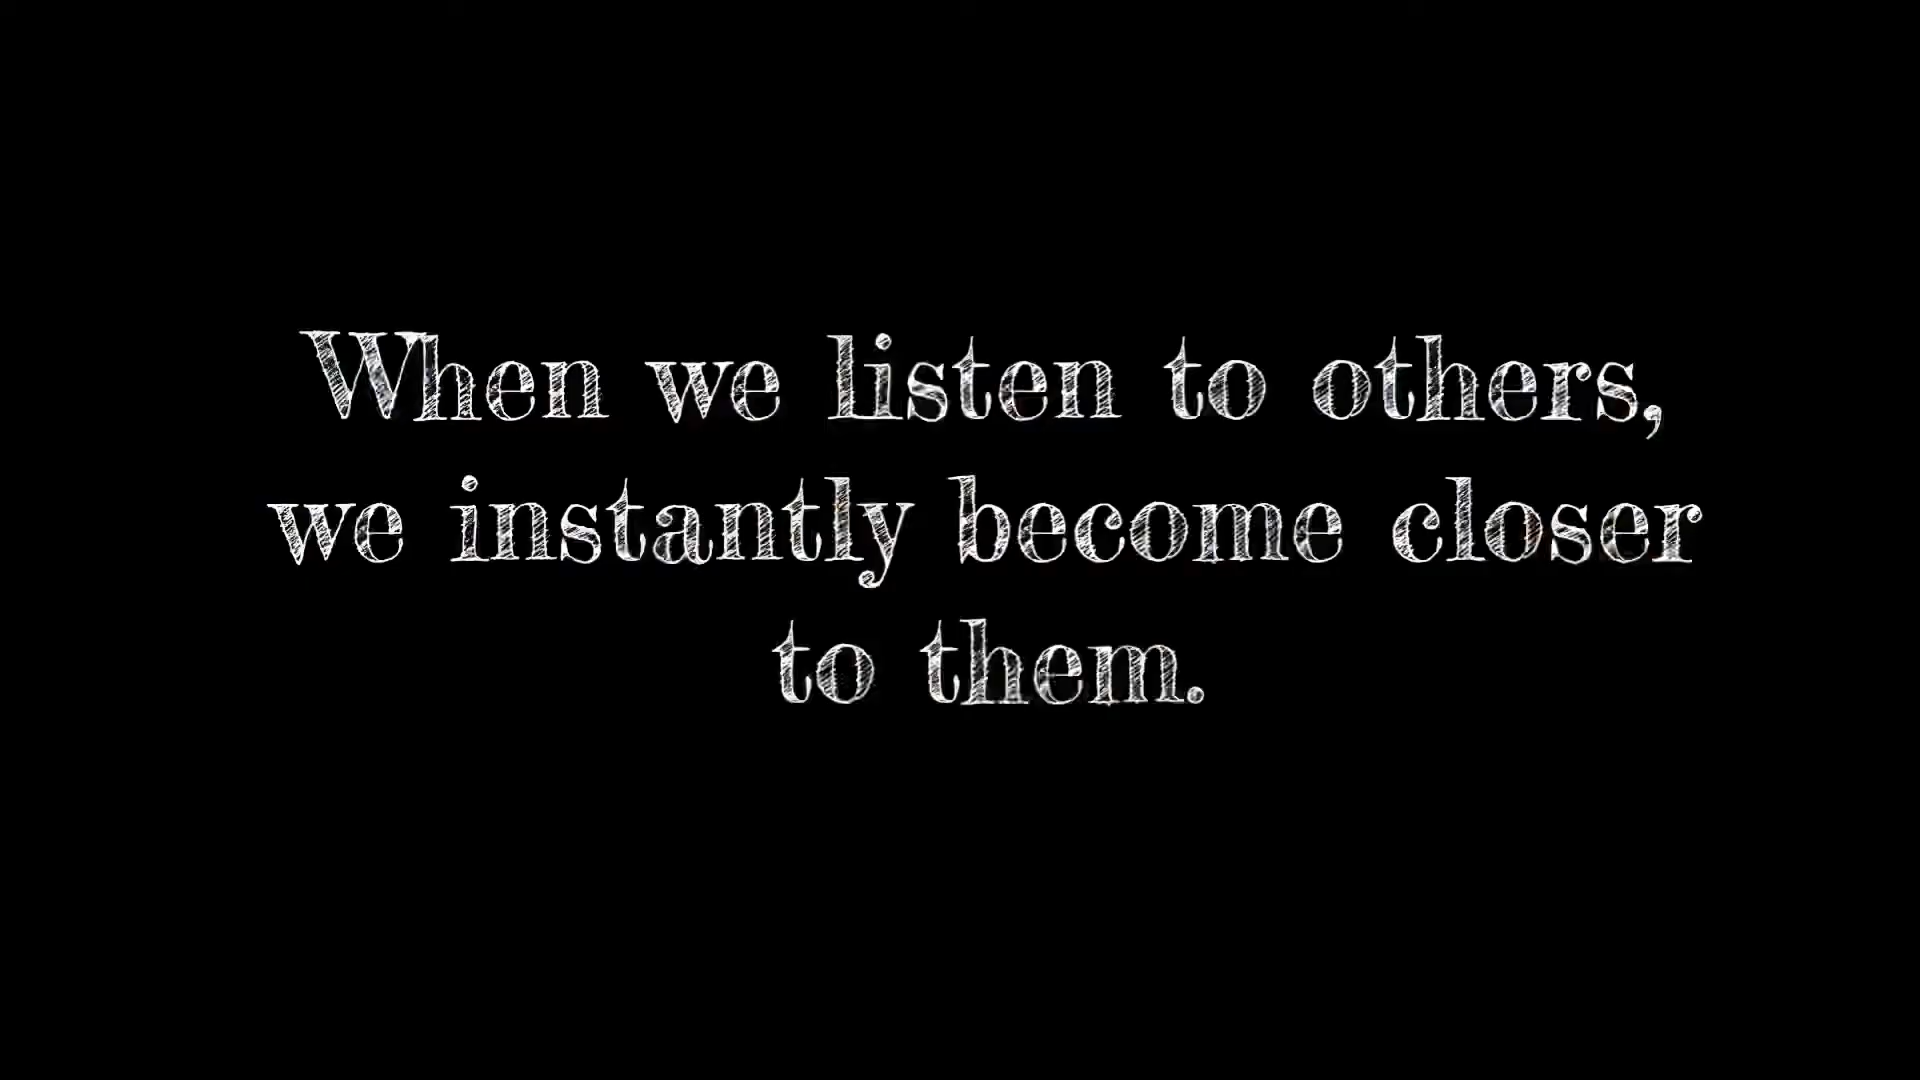 When we listen to others,
we instantly become closer
to them.